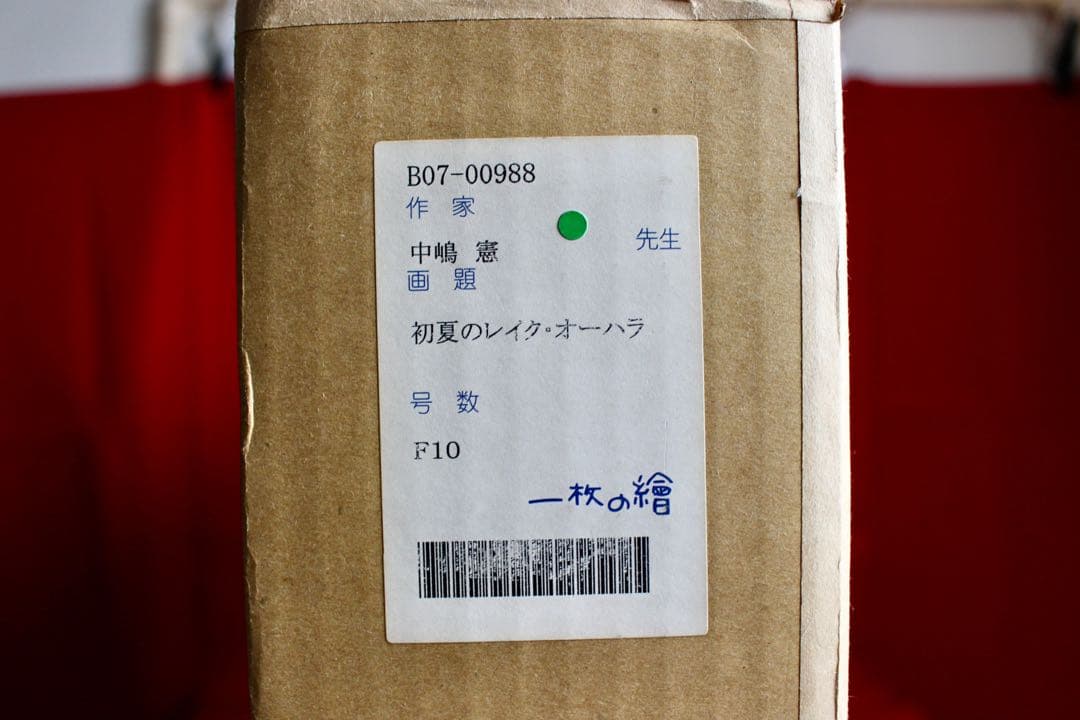 B07-00988
作 家
先生
中嶋 憲
画 題
初夏のレイク・オーハラ
号 数
F10
一枚の繪